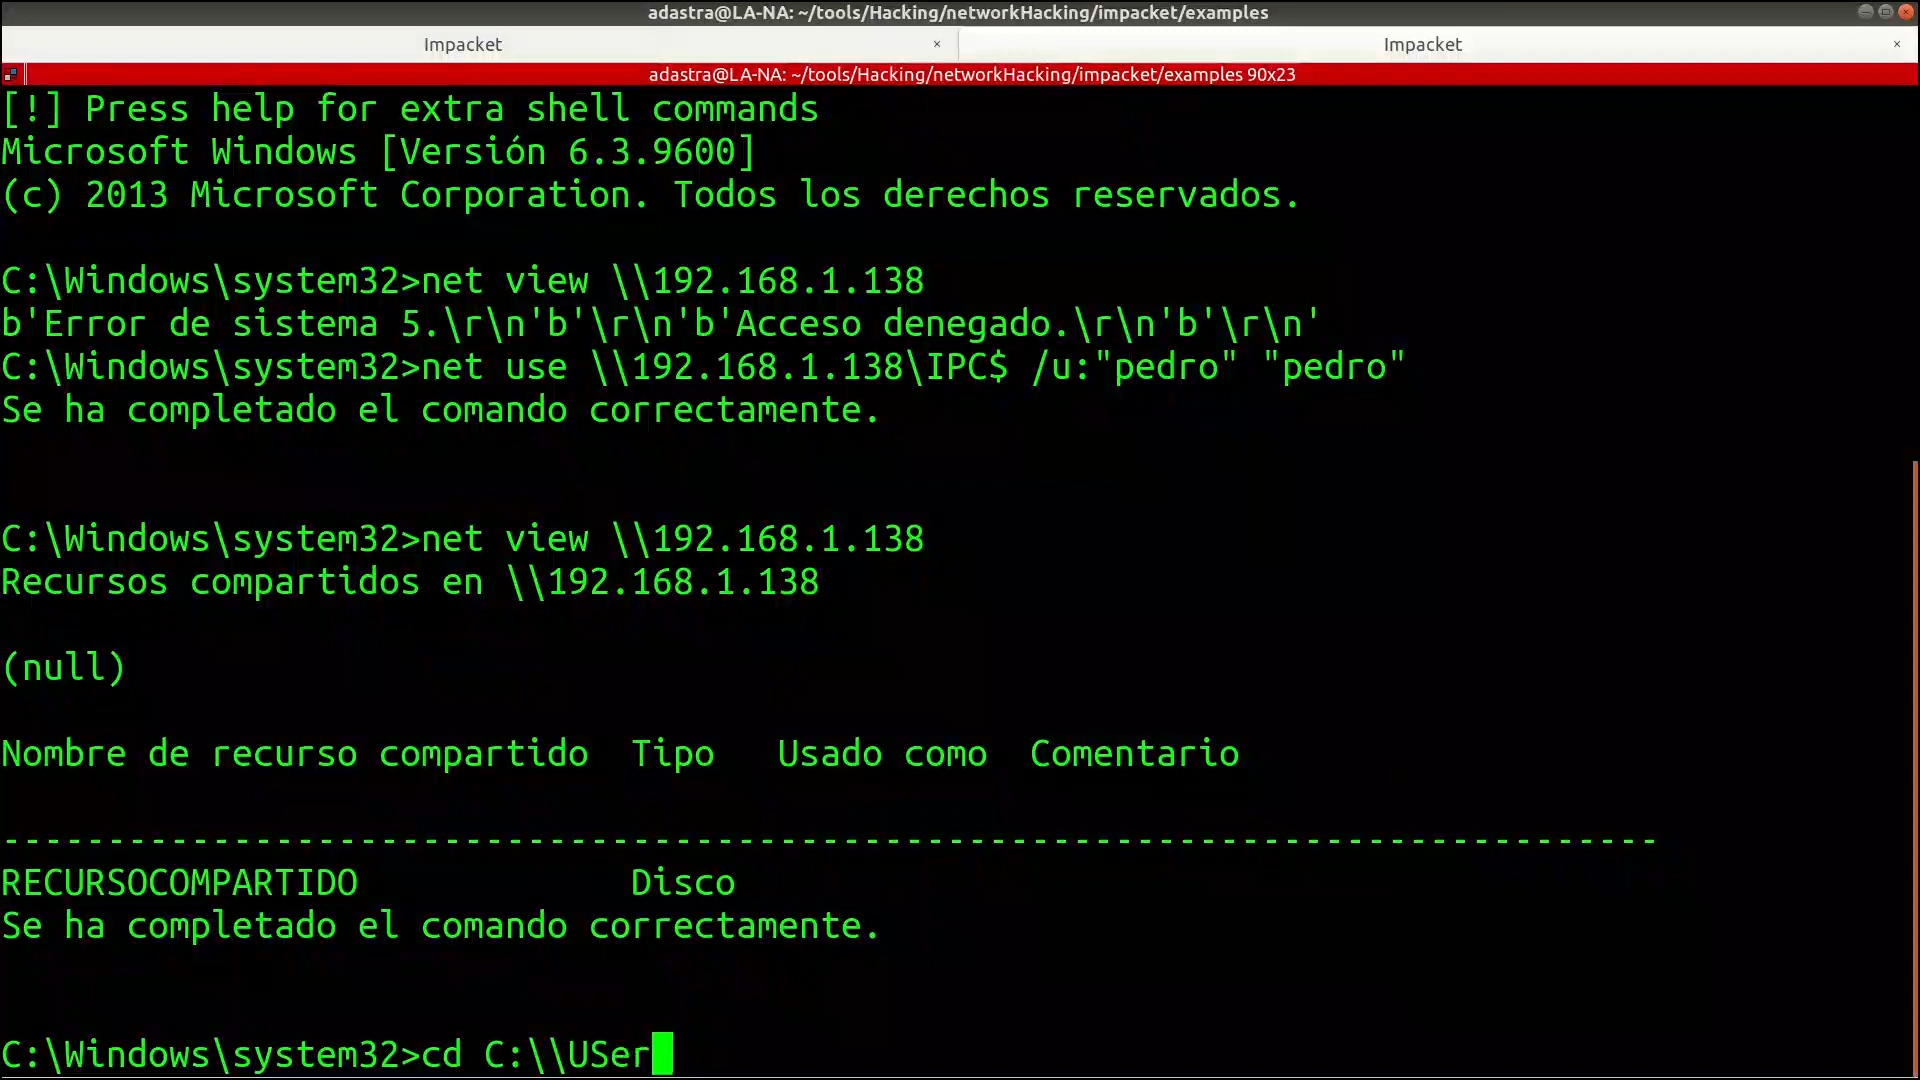 adastra@LA-NA: ~/tools/Hacking/networkHacking/impacket/examples
Impacket × Impacket ×
adastra@LA-NA: ~/tools/Hacking/networkHacking/impacket/examples 90x23
[!] Press help for extra shell commands
Microsoft Windows [Versión 6.3.9600]
(c) 2013 Microsoft Corporation. Todos los derechos reservados.
C:\Windows\system32>net view \\192.168.1.138
b'Error de sistema 5.\r\n'b'\r\n'b'Acceso denegado.\r\n'b'\r\n'
C:\Windows\system32>net use \\192.168.1.138\IPC$ /u:"pedro" "pedro"
Se ha completado el comando correctamente.
C:\Windows\system32>net view \\192.168.1.138
Recursos compartidos en \\192.168.1.138
(null)
Nombre de recurso compartido  Tipo   Usado como  Comentario
-------------------------------------------------------------------------------
RECURSOCOMPARTIDO             Disco
Se ha completado el comando correctamente.
C:\Windows\system32>cd C:\\USer